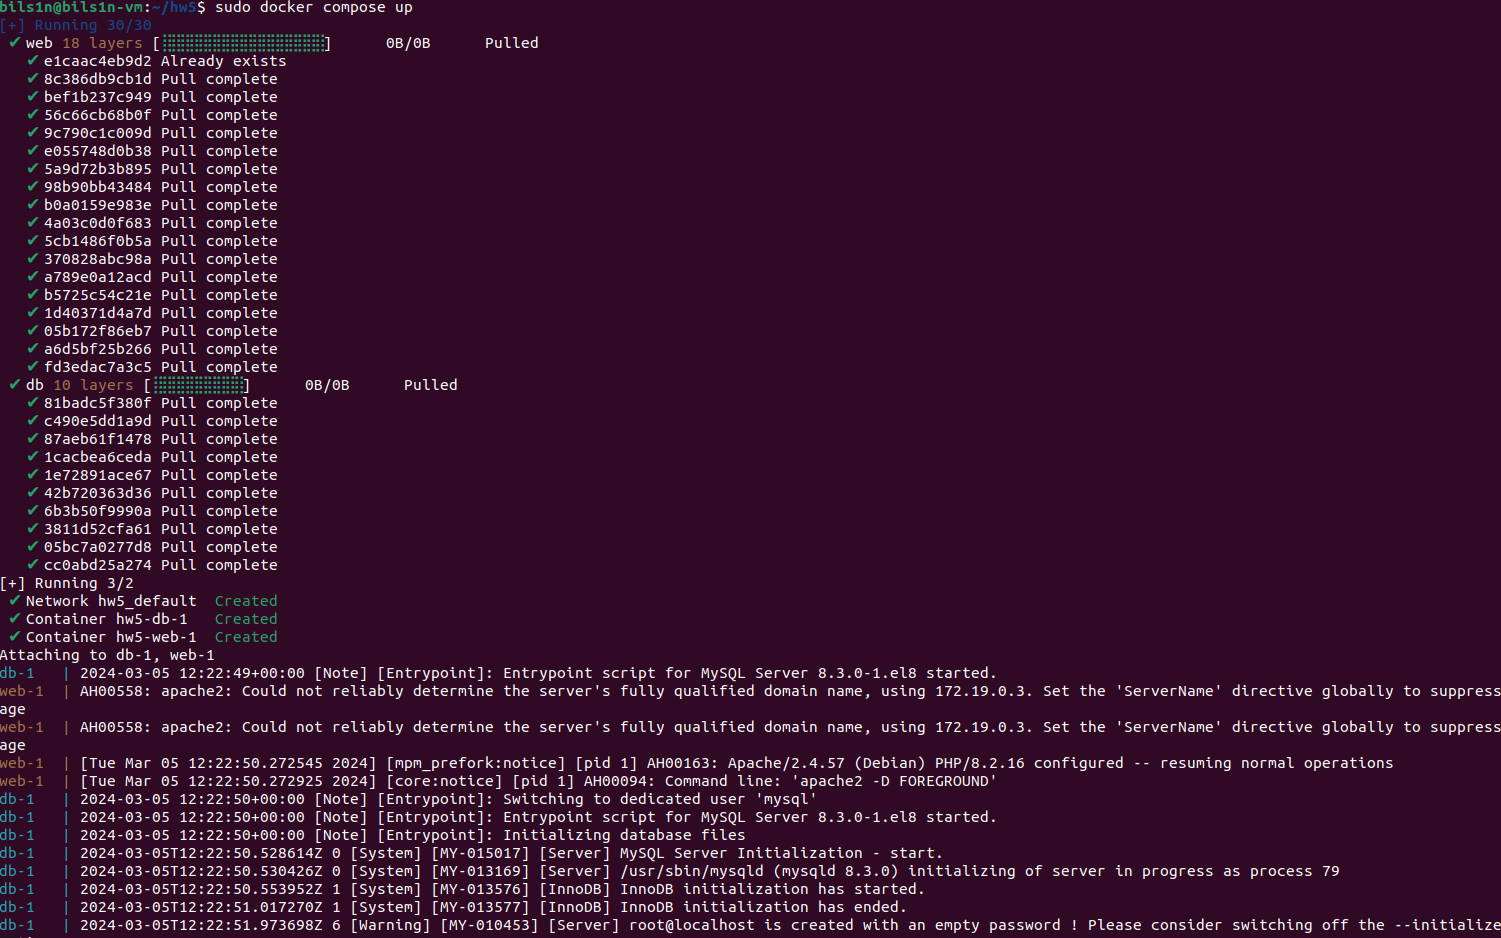 bils1n@bils1n-vm:~/hw5$ sudo docker compose up
[+] Running 30/30
✔ web 18 layers [⣿⣿⣿⣿⣿⣿⣿⣿⣿⣿⣿⣿⣿⣿⣿⣿⣿⣿]      0B/0B      Pulled
✔ e1caac4eb9d2 Already exists
✔ 8c386db9cb1d Pull complete
✔ bef1b237c949 Pull complete
✔ 56c66cb68b0f Pull complete
✔ 9c790c1c009d Pull complete
✔ e055748d0b38 Pull complete
✔ 5a9d72b3b895 Pull complete
✔ 98b90bb43484 Pull complete
✔ b0a0159e983e Pull complete
✔ 4a03c0d0f683 Pull complete
✔ 5cb1486f0b5a Pull complete
✔ 370828abc98a Pull complete
✔ a789e0a12acd Pull complete
✔ b5725c54c21e Pull complete
✔ 1d40371d4a7d Pull complete
✔ 05b172f86eb7 Pull complete
✔ a6d5bf25b266 Pull complete
✔ fd3edac7a3c5 Pull complete
✔ db 10 layers [⣿⣿⣿⣿⣿⣿⣿⣿⣿⣿]      0B/0B      Pulled
✔ 81badc5f380f Pull complete
✔ c490e5dd1a9d Pull complete
✔ 87aeb61f1478 Pull complete
✔ 1cacbea6ceda Pull complete
✔ 1e72891ace67 Pull complete
✔ 42b720363d36 Pull complete
✔ 6b3b50f9990a Pull complete
✔ 3811d52cfa61 Pull complete
✔ 05bc7a0277d8 Pull complete
✔ cc0abd25a274 Pull complete
[+] Running 3/2
✔ Network hw5_default  Created
✔ Container hw5-db-1   Created
✔ Container hw5-web-1  Created
Attaching to db-1, web-1
db-1   | 2024-03-05 12:22:49+00:00 [Note] [Entrypoint]: Entrypoint script for MySQL Server 8.3.0-1.el8 started.
web-1  | AH00558: apache2: Could not reliably determine the server's fully qualified domain name, using 172.19.0.3. Set the 'ServerName' directive globally to suppress
age
web-1  | AH00558: apache2: Could not reliably determine the server's fully qualified domain name, using 172.19.0.3. Set the 'ServerName' directive globally to suppress
age
web-1  | [Tue Mar 05 12:22:50.272545 2024] [mpm_prefork:notice] [pid 1] AH00163: Apache/2.4.57 (Debian) PHP/8.2.16 configured -- resuming normal operations
web-1  | [Tue Mar 05 12:22:50.272925 2024] [core:notice] [pid 1] AH00094: Command line: 'apache2 -D FOREGROUND'
db-1   | 2024-03-05 12:22:50+00:00 [Note] [Entrypoint]: Switching to dedicated user 'mysql'
db-1   | 2024-03-05 12:22:50+00:00 [Note] [Entrypoint]: Entrypoint script for MySQL Server 8.3.0-1.el8 started.
db-1   | 2024-03-05 12:22:50+00:00 [Note] [Entrypoint]: Initializing database files
db-1   | 2024-03-05T12:22:50.528614Z 0 [System] [MY-015017] [Server] MySQL Server Initialization - start.
db-1   | 2024-03-05T12:22:50.530426Z 0 [System] [MY-013169] [Server] /usr/sbin/mysqld (mysqld 8.3.0) initializing of server in progress as process 79
db-1   | 2024-03-05T12:22:50.553952Z 1 [System] [MY-013576] [InnoDB] InnoDB initialization has started.
db-1   | 2024-03-05T12:22:51.017270Z 1 [System] [MY-013577] [InnoDB] InnoDB initialization has ended.
db-1   | 2024-03-05T12:22:51.973698Z 6 [Warning] [MY-010453] [Server] root@localhost is created with an empty password ! Please consider switching off the --initialize